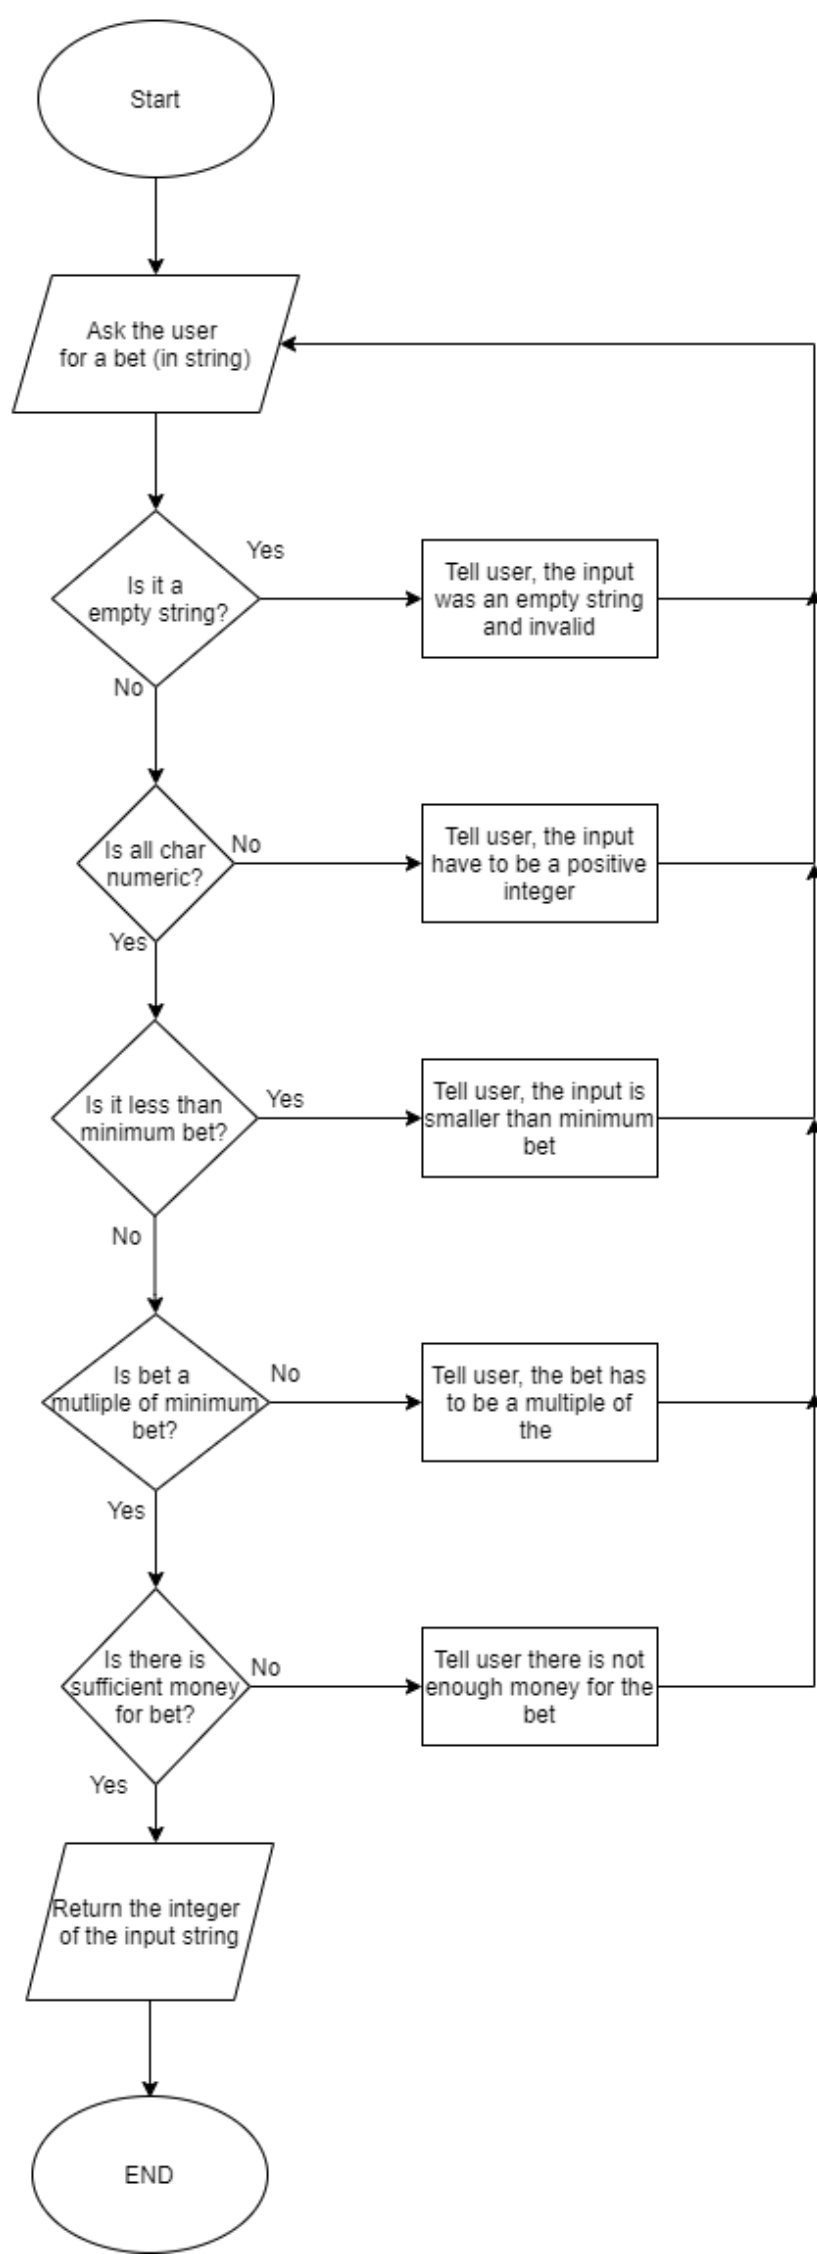 Start
Ask the user
for a bet (in string)
Is it a
empty string?
Yes
Tell user, the input
was an empty string
and invalid
No
Is all char
numeric?
No
Tell user, the input
have to be a positive
integer
Yes
Is it less than
minimum bet?
Yes
Tell user, the input is
smaller than minimum
bet
No
Is bet a
mutliple of minimum
bet?
No
Tell user, the bet has
to be a multiple of
the
Yes
Is there is
sufficient money
for bet?
No
Tell user there is not
enough money for the
bet
Yes
Return the integer
of the input string
END